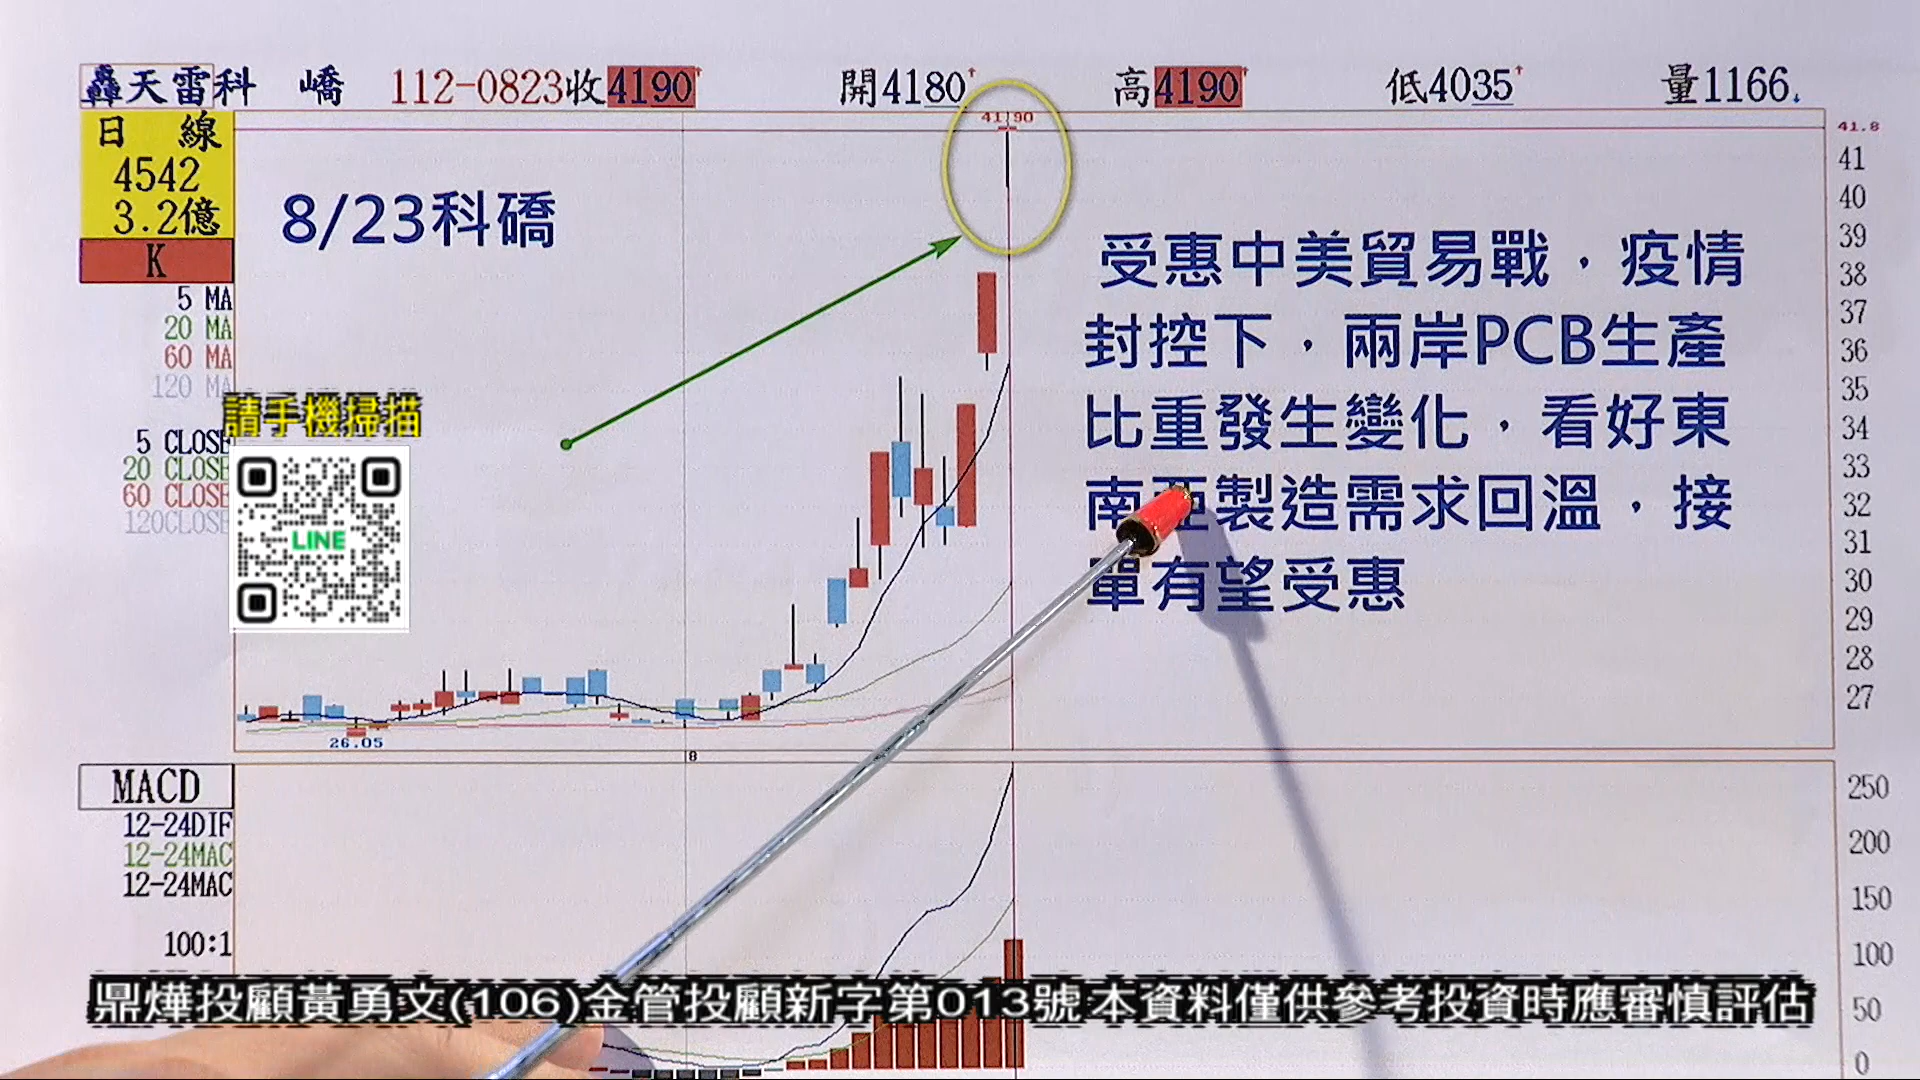 轟天雷科　嶠 112-0823收4190↑ 開4180↑ 高4190↑ 低4035↑ 量1166↓
日　線
4542
3.2億
K
5 MA
20 MA
60 MA
120 MA
5 CLOSE
20 CLOSE
60 CLOSE
120CLOSE
請手機掃描
LINE
8/23科礄
41.90
受惠中美貿易戰，疫情
封控下，兩岸PCB生產
比重發生變化，看好東
南亞製造需求回溫，接
單有望受惠
41.8
41
40
39
38
37
36
35
34
33
32
31
30
29
28
27
26.05
8
MACD
12-24DIF
12-24MAC
12-24MAC
100:1
250
200
150
100
50
0
鼎燁投顧黃勇文(106)金管投顧新字第013號本資料僅供參考投資時應審慎評估